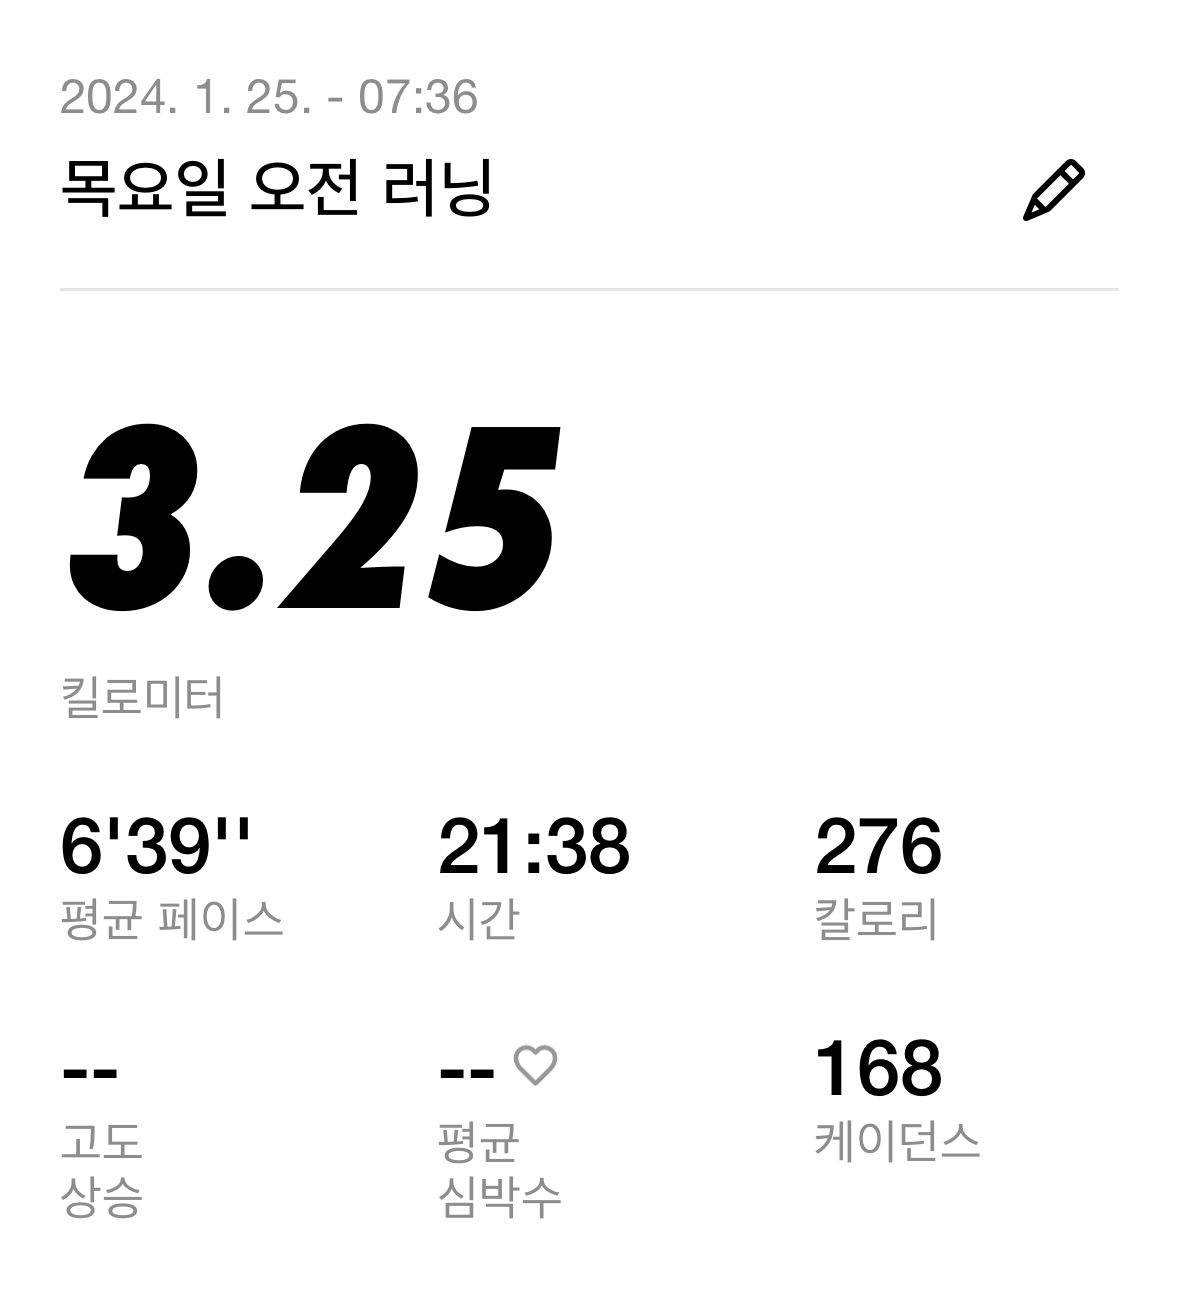 2024. 1. 25. - 07:36
목요일 오전 러닝
3.25
킬로미터
6'39'' 21:38 276
평균 페이스 시간 칼로리
-- -- 168
고도 평균 케이던스
상승 심박수